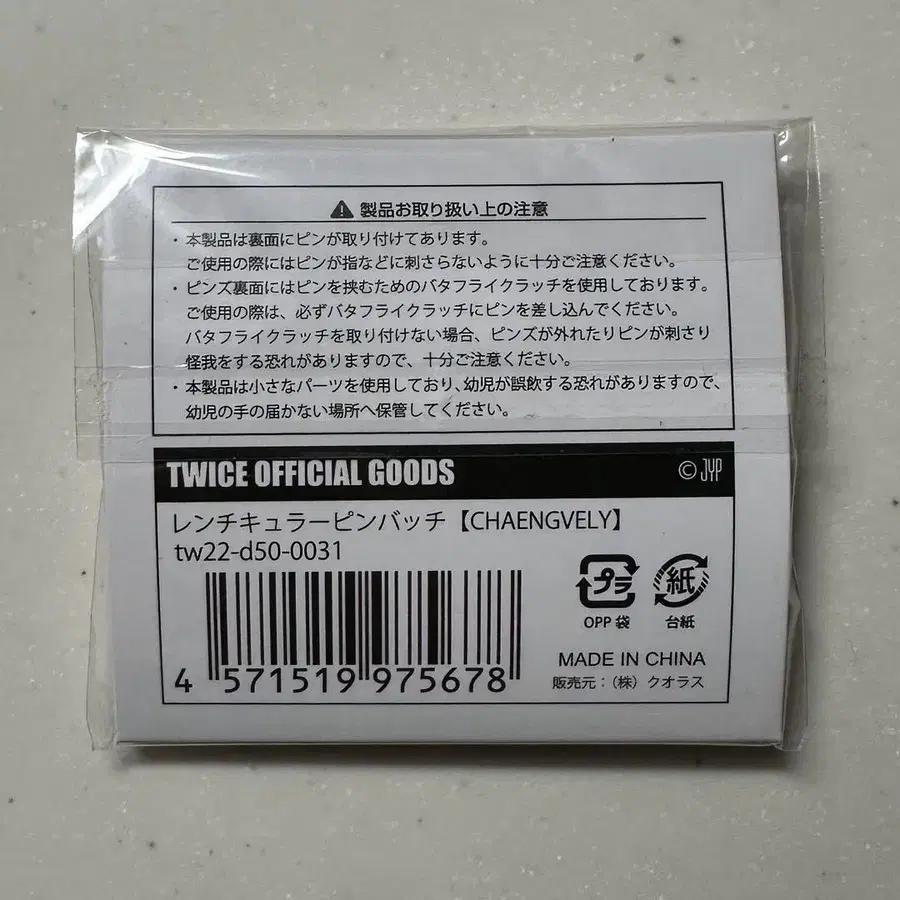 ⚠ 製品お取り扱い上の注意
・本製品は裏面にピンが取り付けてあります。
ご使用の際にはピンが指などに刺さらないように十分ご注意ください。
・ピンズ裏面にはピンを挟むためのバタフライクラッチを使用しております。
ご使用の際は、必ずバタフライクラッチにピンを差し込んでください。
バタフライクラッチを取り付けない場合、ピンズが外れたりピンが刺さり
怪我をする恐れがありますので、十分ご注意ください。
・本製品は小さなパーツを使用しており、幼児が誤飲する恐れがありますので、
幼児の手の届かない場所へ保管してください。
TWICE OFFICIAL GOODS
© JYP
レンチキュラーピンバッチ【CHAENGVELY】
tw22-d50-0031
プラ
紙
OPP 袋
台紙
4 571519 975678
MADE IN CHINA
販売元：（株）クオラス